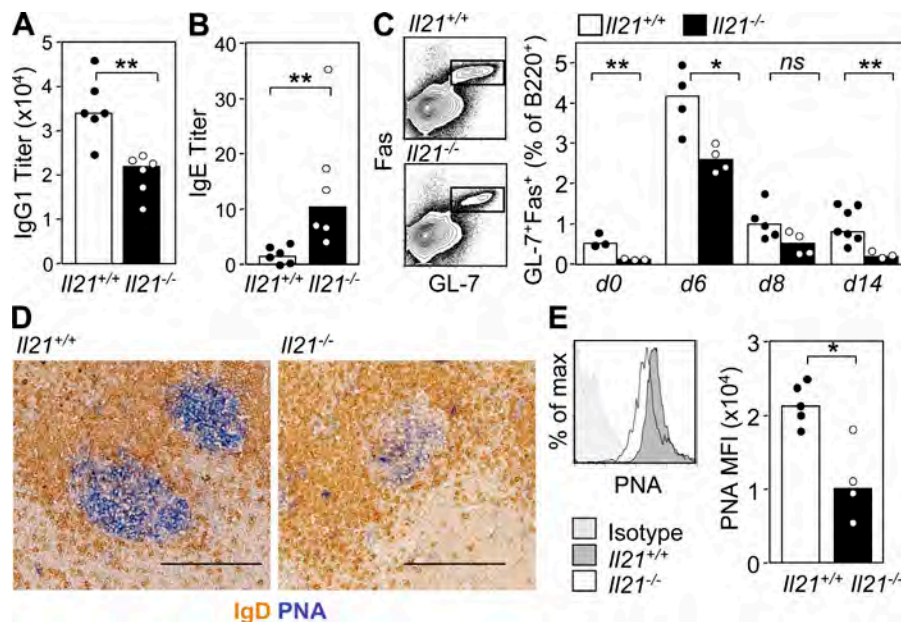 A
IgG1 Titer (x10⁴)
5
4
3
2
1
0
**
Il21⁺/⁺ Il21⁻/⁻
B
IgE Titer
40
30
20
10
0
**
Il21⁺/⁺ Il21⁻/⁻
C
Il21⁺/⁺
Il21⁻/⁻
Fas
GL-7
Il21⁺/⁺ Il21⁻/⁻
GL-7⁺Fas⁺ (% of B220⁺)
5
4
3
2
1
0
** * ns **
d0 d6 d8 d14
D
Il21⁺/⁺ Il21⁻/⁻
IgD PNA
E
% of max
PNA
Isotype
Il21⁺/⁺
Il21⁻/⁻
PNA MFI (x10⁴)
3
2
1
0
*
Il21⁺/⁺ Il21⁻/⁻